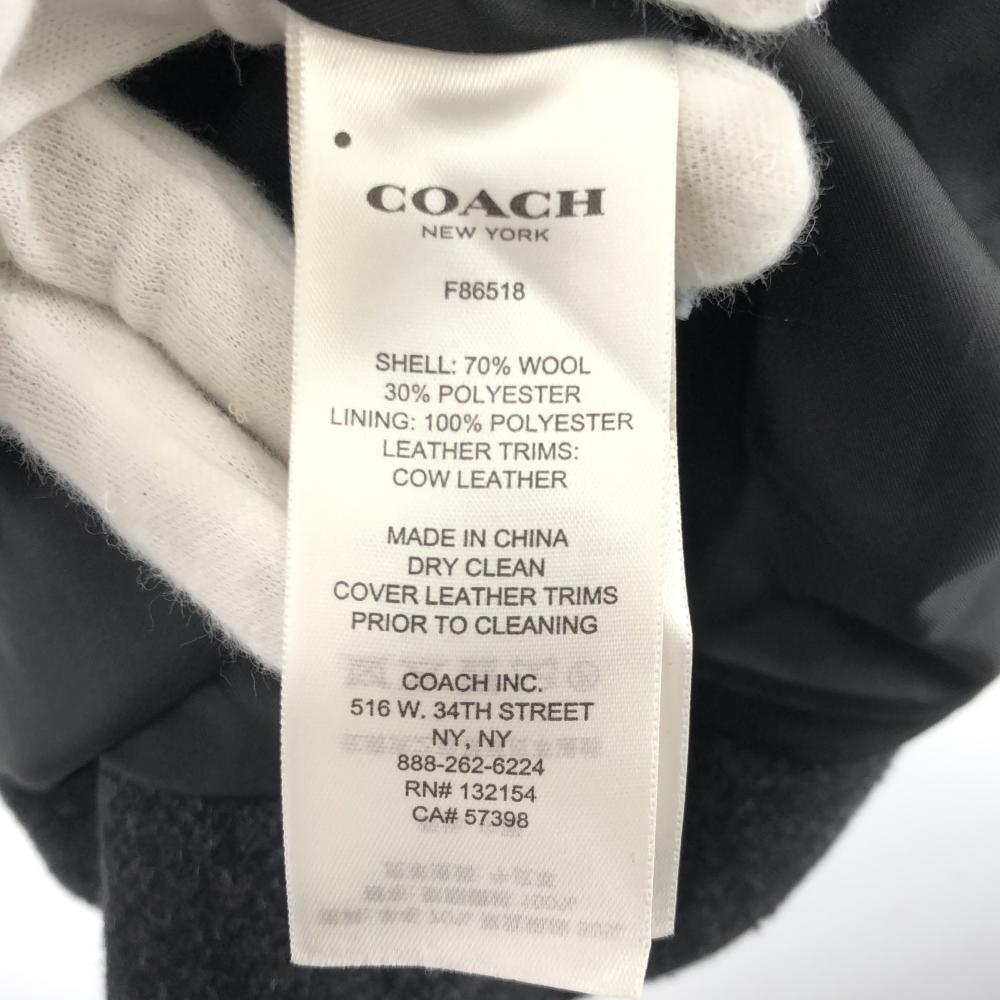 COACH
NEW YORK
F86518
SHELL: 70% WOOL
30% POLYESTER
LINING: 100% POLYESTER
LEATHER TRIMS:
COW LEATHER
MADE IN CHINA
DRY CLEAN
COVER LEATHER TRIMS
PRIOR TO CLEANING
COACH INC.
516 W. 34TH STREET
NY, NY
888-262-6224
RN# 132154
CA# 57398